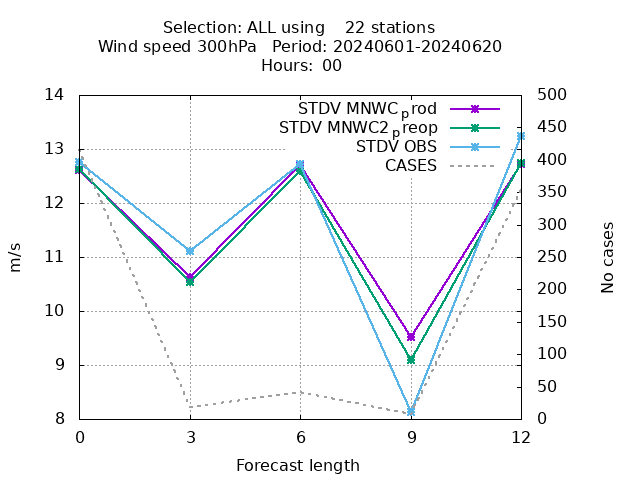 Selection: ALL using    22 stations
Wind speed 300hPa   Period: 20240601-20240620
Hours: 00
STDV MNWCprod
STDV MNWC2preop
STDV OBS
CASES
14
13
12
11
10
9
8
m/s
500
450
400
350
300
250
200
150
100
50
0
No cases
0 3 6 9 12
Forecast length